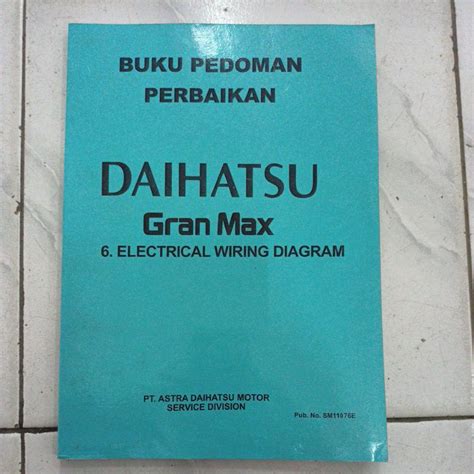 BUKU PEDOMAN
PERBAIKAN
DAIHATSU
Gran Max
6. ELECTRICAL WIRING DIAGRAM
PT. ASTRA DAIHATSU MOTOR
SERVICE DIVISION
Pub. No. SM11076E